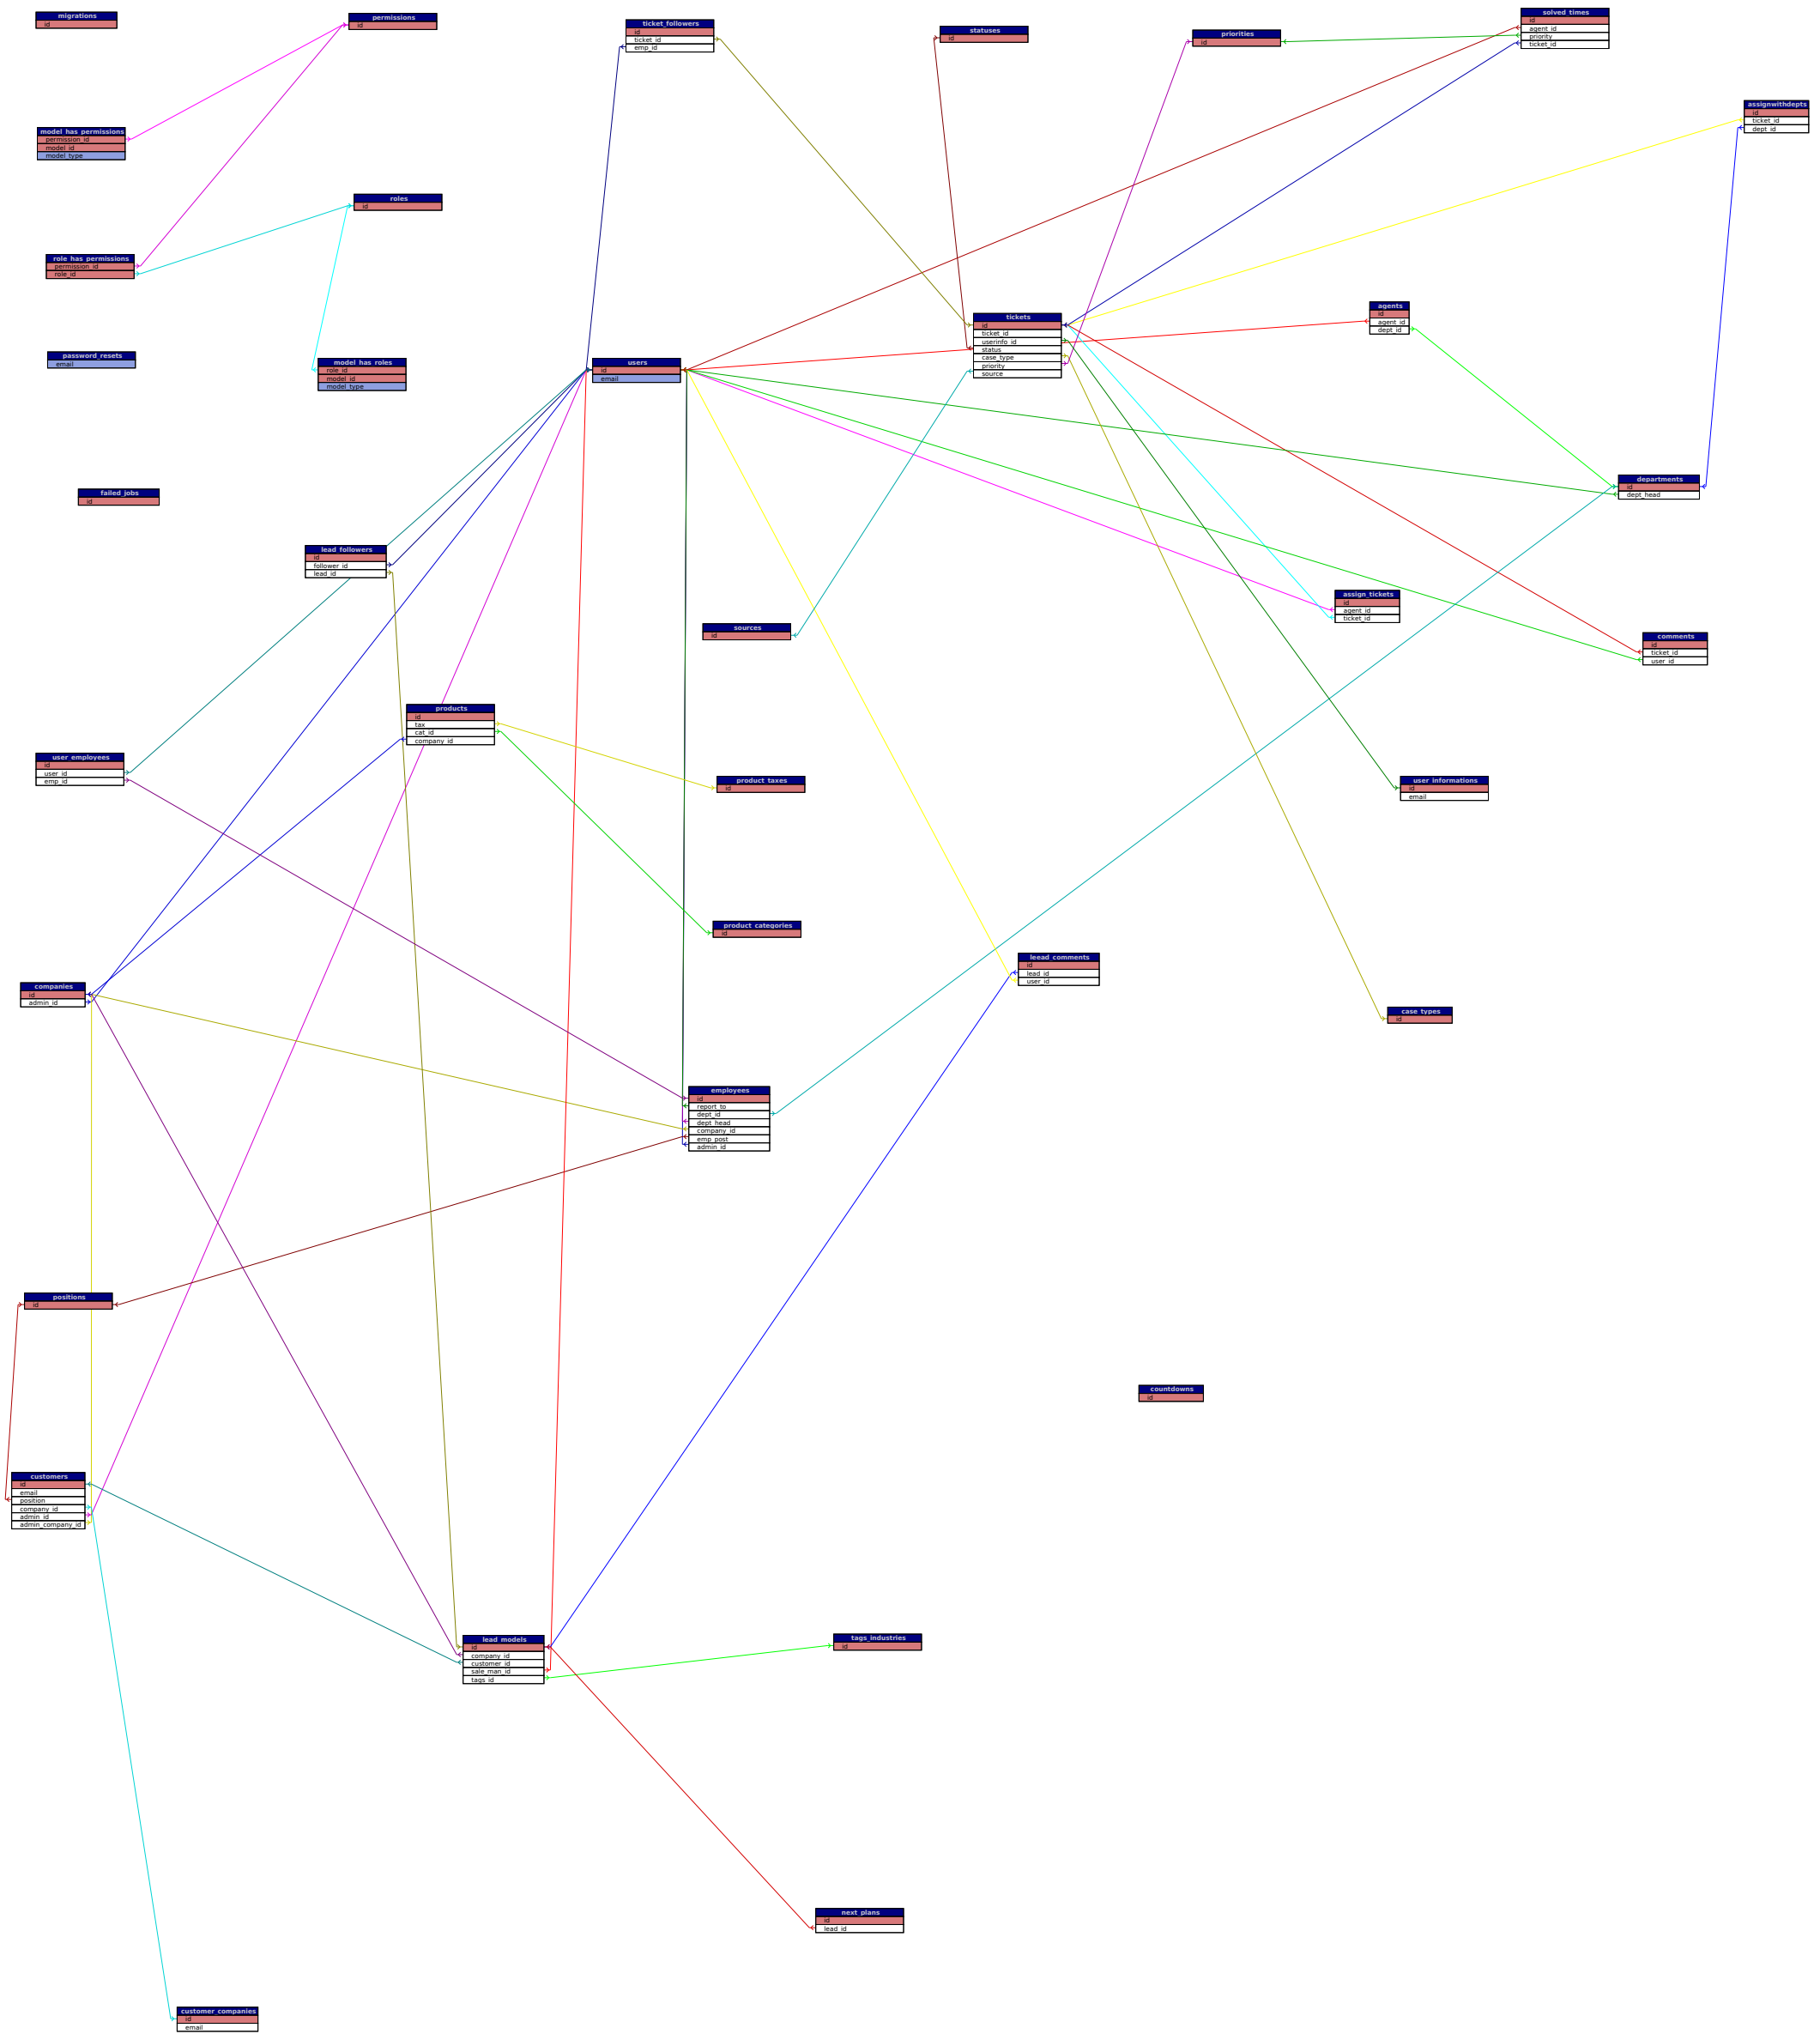 migrations
id
permissions
id
ticket_followers
id
ticket_id
emp_id
statuses
id
priorities
id
solved_times
id
agent_id
priority
ticket_id
assignwithdepts
id
ticket_id
dept_id
model_has_permissions
permission_id
model_id
model_type
roles
id
role_has_permissions
permission_id
role_id
password_resets
email
model_has_roles
role_id
model_id
model_type
users
id
email
tickets
id
ticket_id
userinfo_id
status
case_type
priority
source
agents
id
agent_id
dept_id
departments
id
dept_head
failed_jobs
id
lead_followers
id
follower_id
lead_id
sources
id
assign_tickets
id
agent_id
ticket_id
comments
id
ticket_id
user_id
products
id
tax
cat_id
company_id
user_employees
id
user_id
emp_id
product_taxes
id
user_informations
id
email
product_categories
id
leead_comments
id
lead_id
user_id
companies
id
admin_id
case_types
id
employees
id
report_to
dept_id
dept_head
company_id
emp_post
admin_id
positions
id
countdowns
id
customers
id
email
position
company_id
admin_id
admin_company_id
lead_models
id
company_id
customer_id
sale_man_id
tags_id
tags_industries
id
next_plans
id
lead_id
customer_companies
id
email